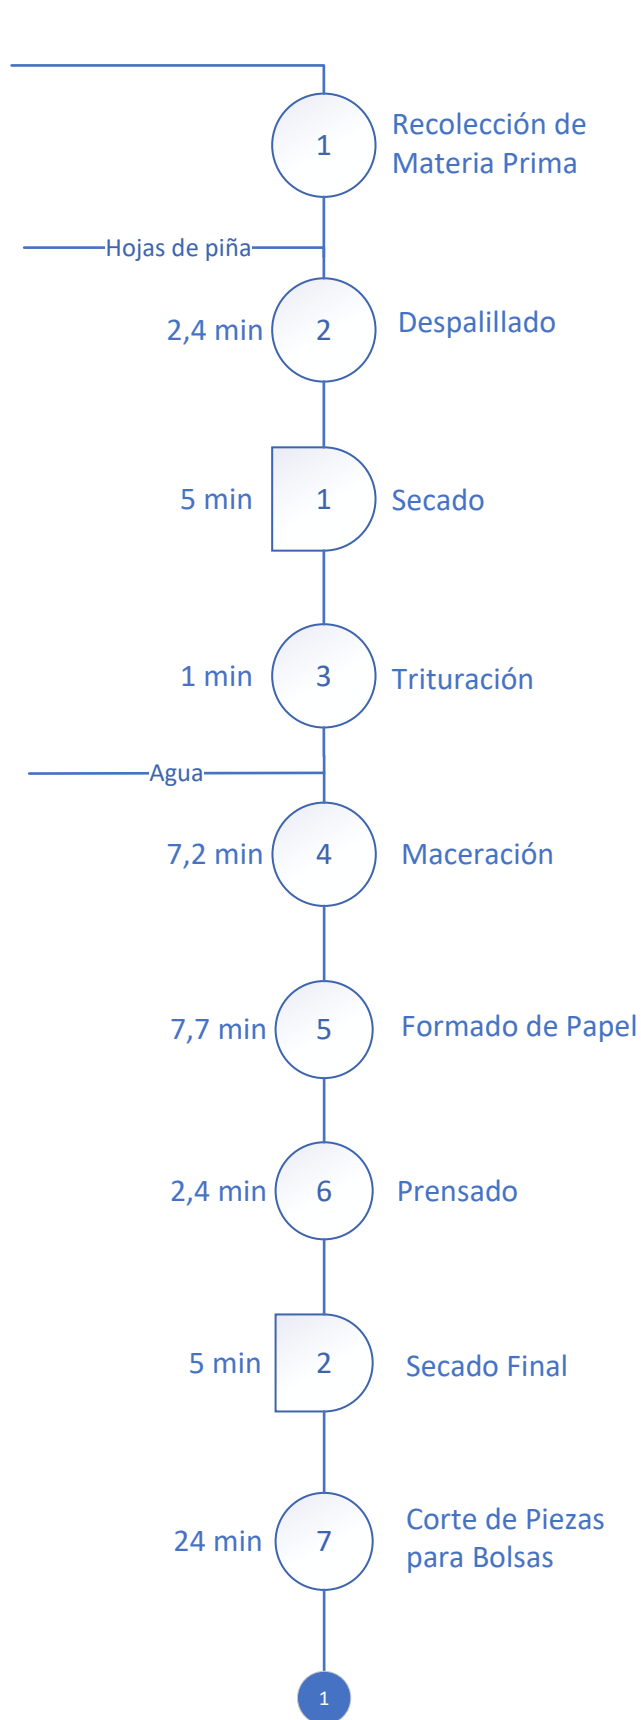 1
Recolección de
Materia Prima
Hojas de piña
2,4 min
2
Despalillado
5 min
1
Secado
1 min
3
Trituración
Agua
7,2 min
4
Maceración
7,7 min
5
Formado de Papel
2,4 min
6
Prensado
5 min
2
Secado Final
24 min
7
Corte de Piezas
para Bolsas
1